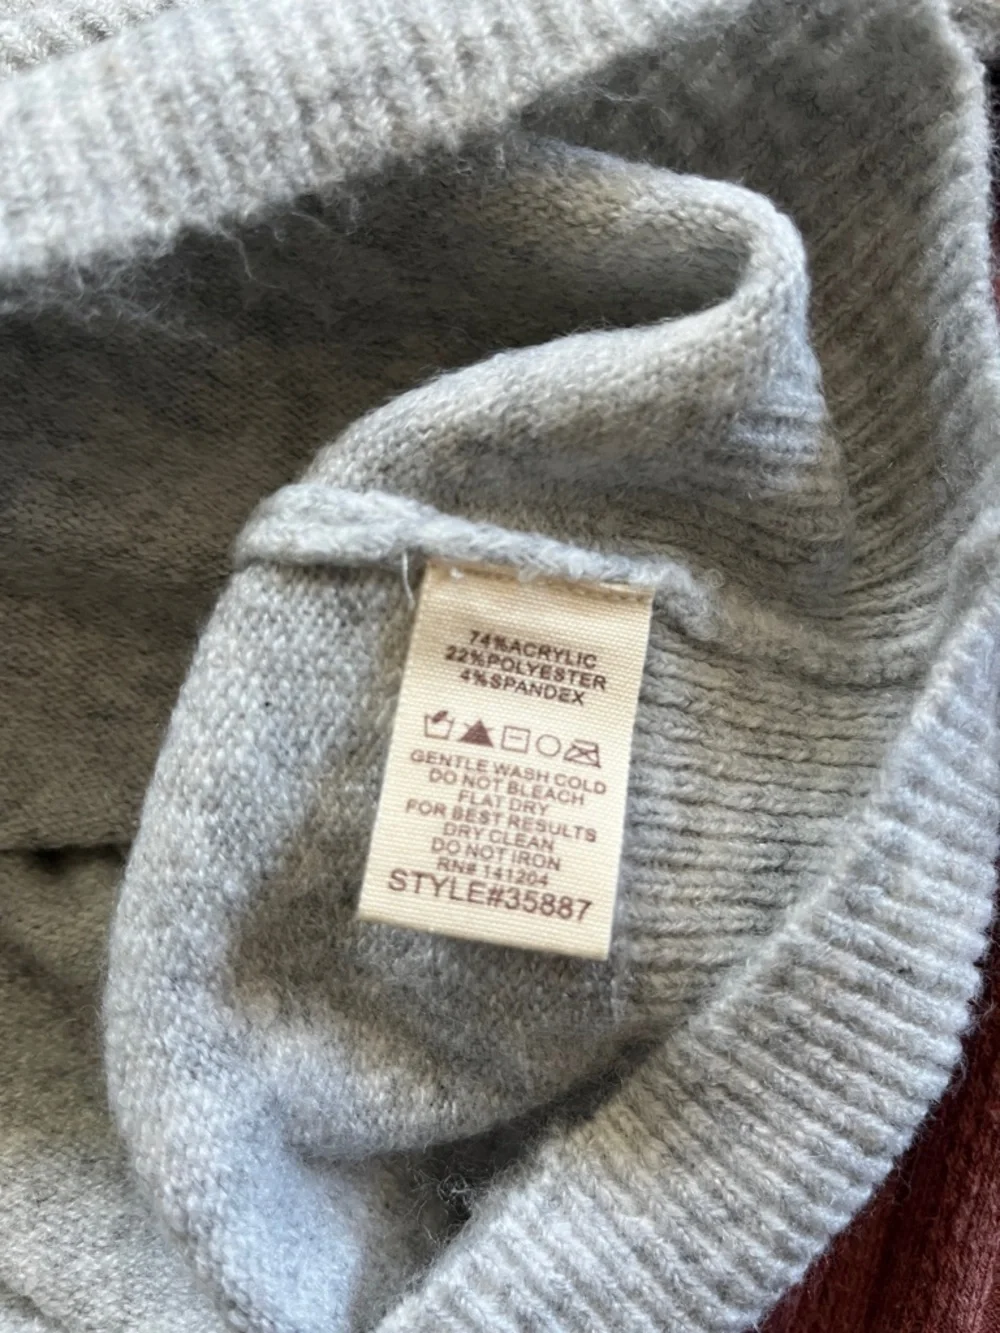 74%ACRYLIC
22%POLYESTER
4%SPANDEX
GENTLE WASH COLD
DO NOT BLEACH
FLAT DRY
FOR BEST RESULTS
DRY CLEAN
DO NOT IRON
RN# 141204
STYLE#35887